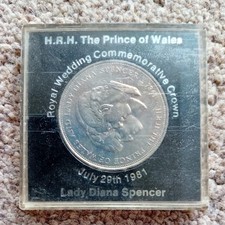 H.R.H. The Prince of Wales
Royal Wedding Commemorative Crown
July 29th 1981
Lady Diana Spencer